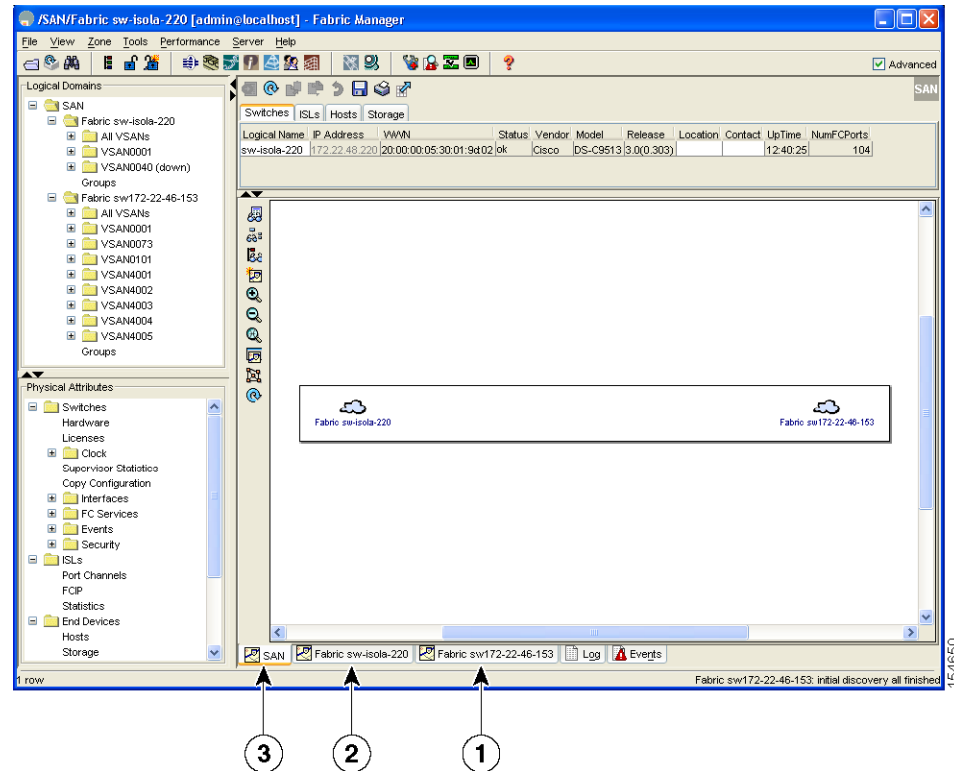 /SAN/Fabric sw-isola-220 [admin@localhost] - Fabric Manager
File View Zone Tools Performance Server Help
Advanced
Logical Domains
SAN
Fabric sw-isola-220
All VSANs
VSAN0001
VSAN0040 (down)
Groups
Fabric sw172-22-46-153
All VSANs
VSAN0001
VSAN0073
VSAN0101
VSAN4001
VSAN4002
VSAN4003
VSAN4004
VSAN4005
Groups
Physical Attributes
Switches
Hardware
Licenses
Clock
Supervisor Statistics
Copy Configuration
Interfaces
FC Services
Events
Security
ISLs
Port Channels
FCIP
Statistics
End Devices
Hosts
Storage
SAN
Switches ISLs Hosts Storage
Logical Name IP Address WWN Status Vendor Model Release Location Contact UpTime NumFCPorts
sw-isola-220 172.22.48.220 20:00:00:05:30:01:9d:02 ok Cisco DS-C9513 3.0(0.303) 12:40:25 104
Fabric sw-isola-220 Fabric sw172-22-46-153
SAN Fabric sw-isola-220 Fabric sw172-22-46-153 Log Events
1 row Fabric sw172-22-46-153: initial discovery all finished
154650
3 2 1